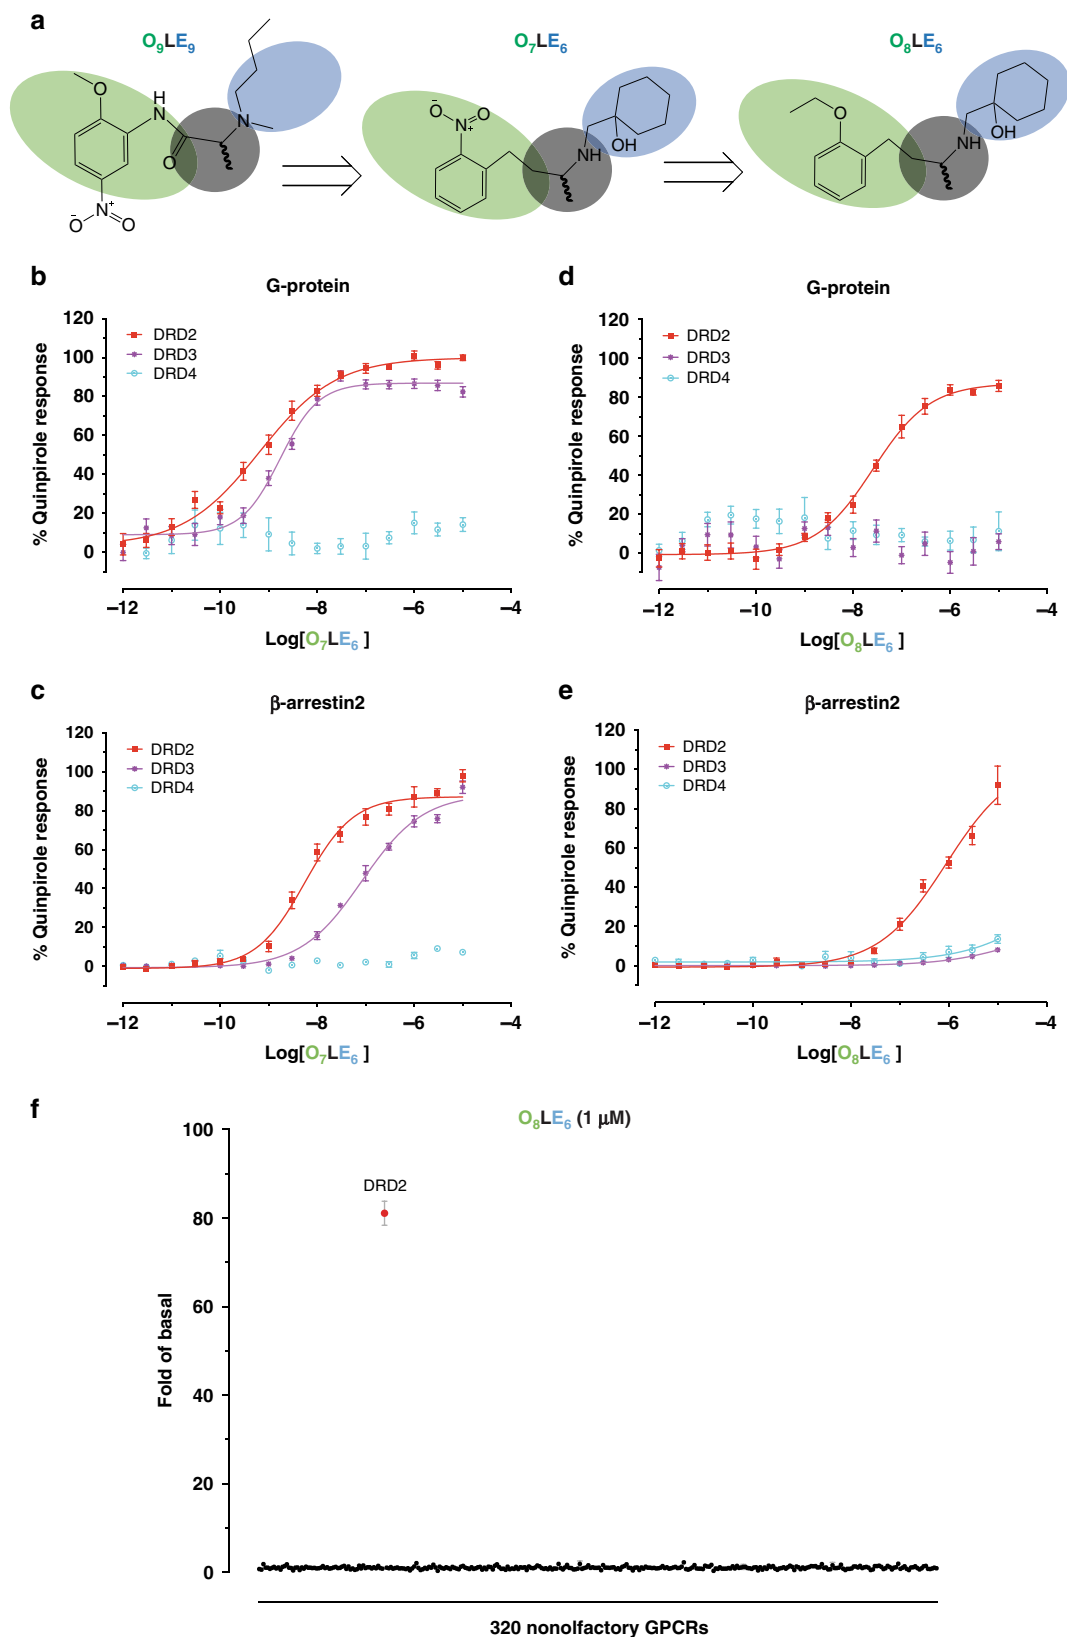 a
O₉LE₉
O₇LE₆
O₈LE₆
O
H
N
N
O
N⁺
⁻O
O
⁻O
O
N⁺
NH
OH
O
NH
OH
b
G-protein
120
100
80
60
40
20
0
% Quinpirole response
DRD2
DRD3
DRD4
–12
–10
–8
–6
–4
Log[O₇LE₆ ]
d
G-protein
120
100
80
60
40
20
0
% Quinpirole response
DRD2
DRD3
DRD4
–12
–10
–8
–6
–4
Log[O₈LE₆ ]
c
β-arrestin2
120
100
80
60
40
20
0
% Quinpirole response
DRD2
DRD3
DRD4
–12
–10
–8
–6
–4
Log[O₇LE₆ ]
e
β-arrestin2
120
100
80
60
40
20
0
% Quinpirole response
DRD2
DRD3
DRD4
–12
–10
–8
–6
–4
Log[O₈LE₆ ]
f
O₈LE₆ (1 μM)
100
80
60
40
20
0
Fold of basal
DRD2
320 nonolfactory GPCRs